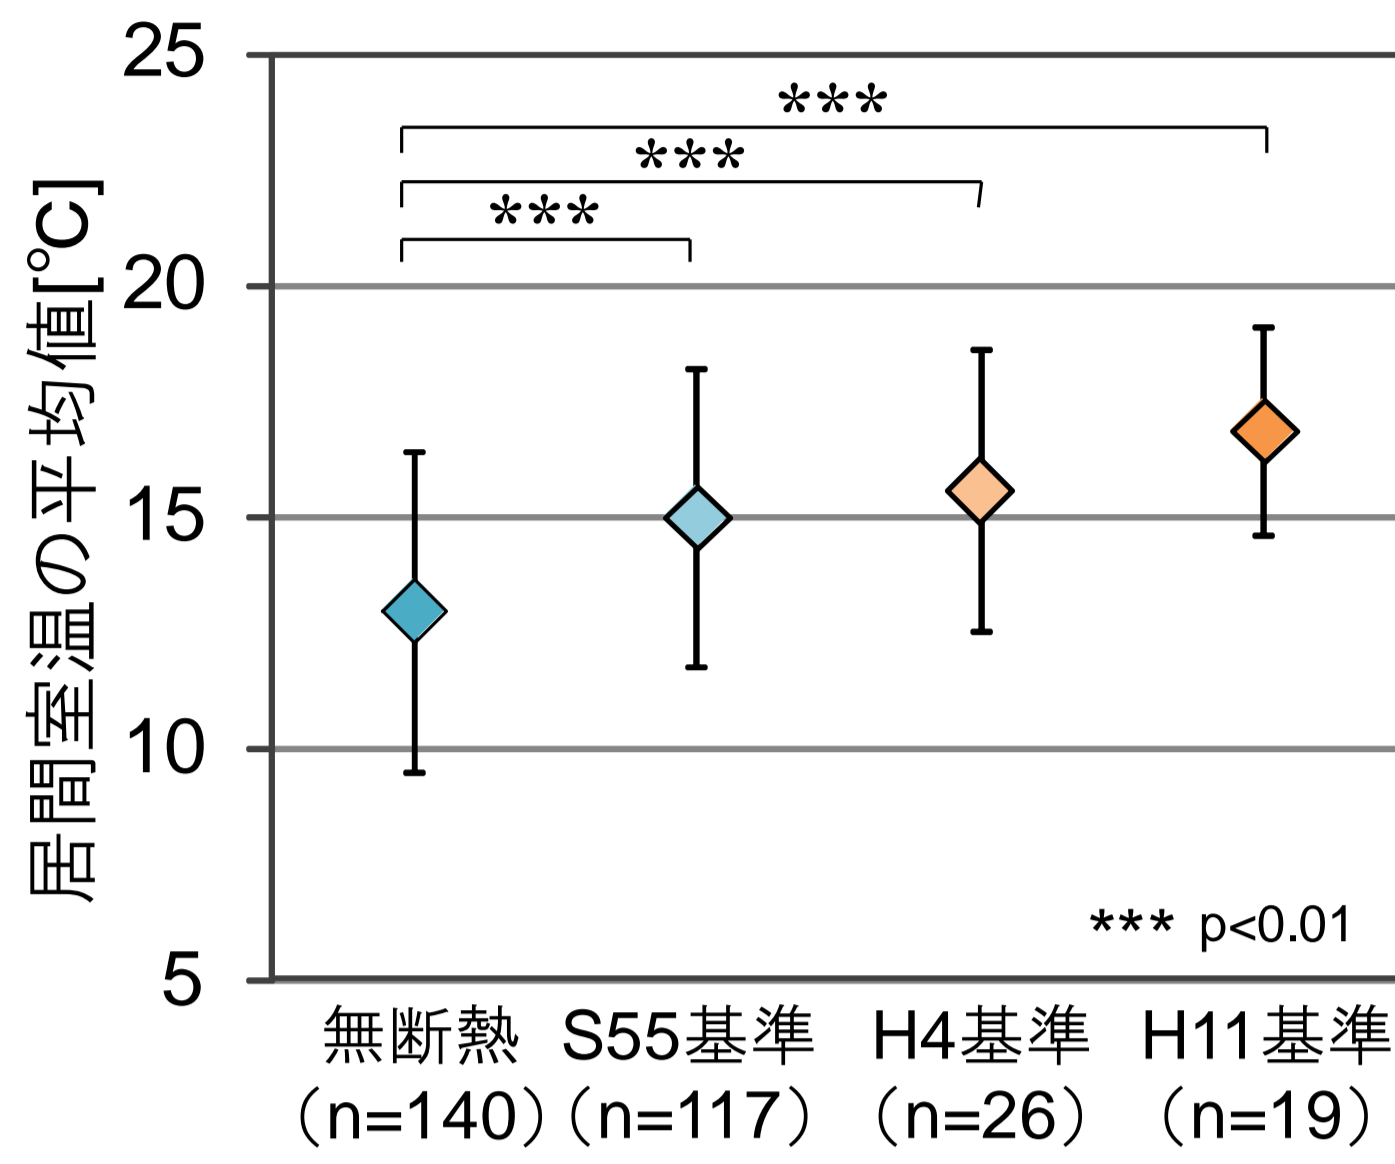 居間室温の平均値[℃]
25
20
15
10
5
***
***
***
*** p<0.01
無断熱 S55基準 H4基準 H11基準
（n=140）（n=117）（n=26）（n=19）